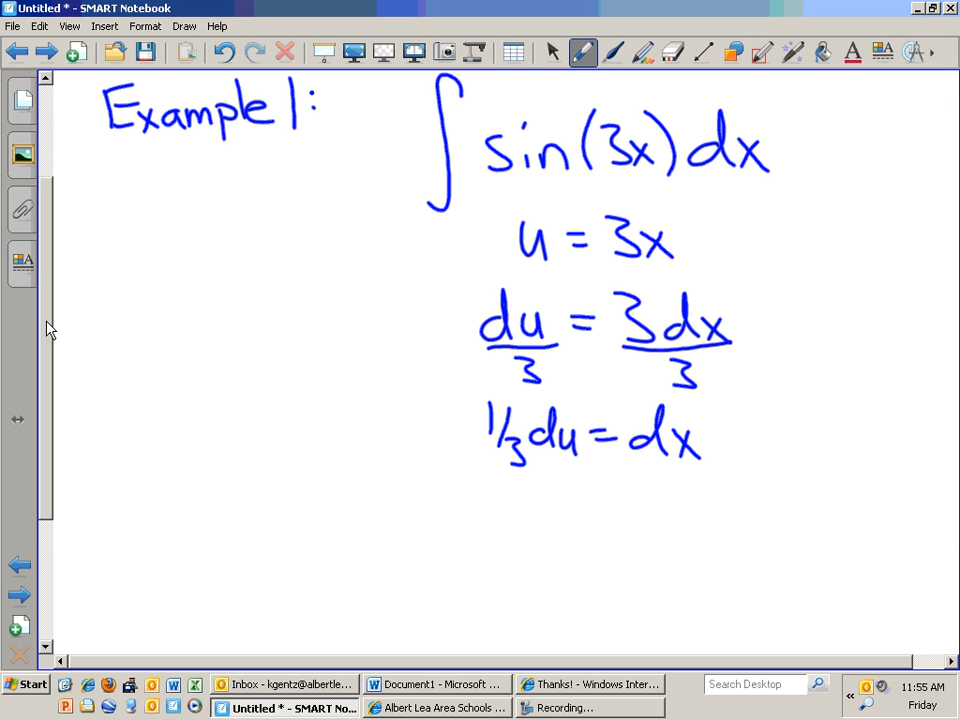 Untitled * - SMART Notebook
File Edit View Insert Format Draw Help
Example 1: ∫ sin(3x) dx
u = 3x
du/3 = 3dx/3
1/3 du = dx
Start
Inbox - kgentz@albertle...
Document1 - Microsoft ...
Thanks! - Windows Inter...
Search Desktop
11:55 AM
Untitled * - SMART No...
Albert Lea Area Schools ...
Recording...
Friday